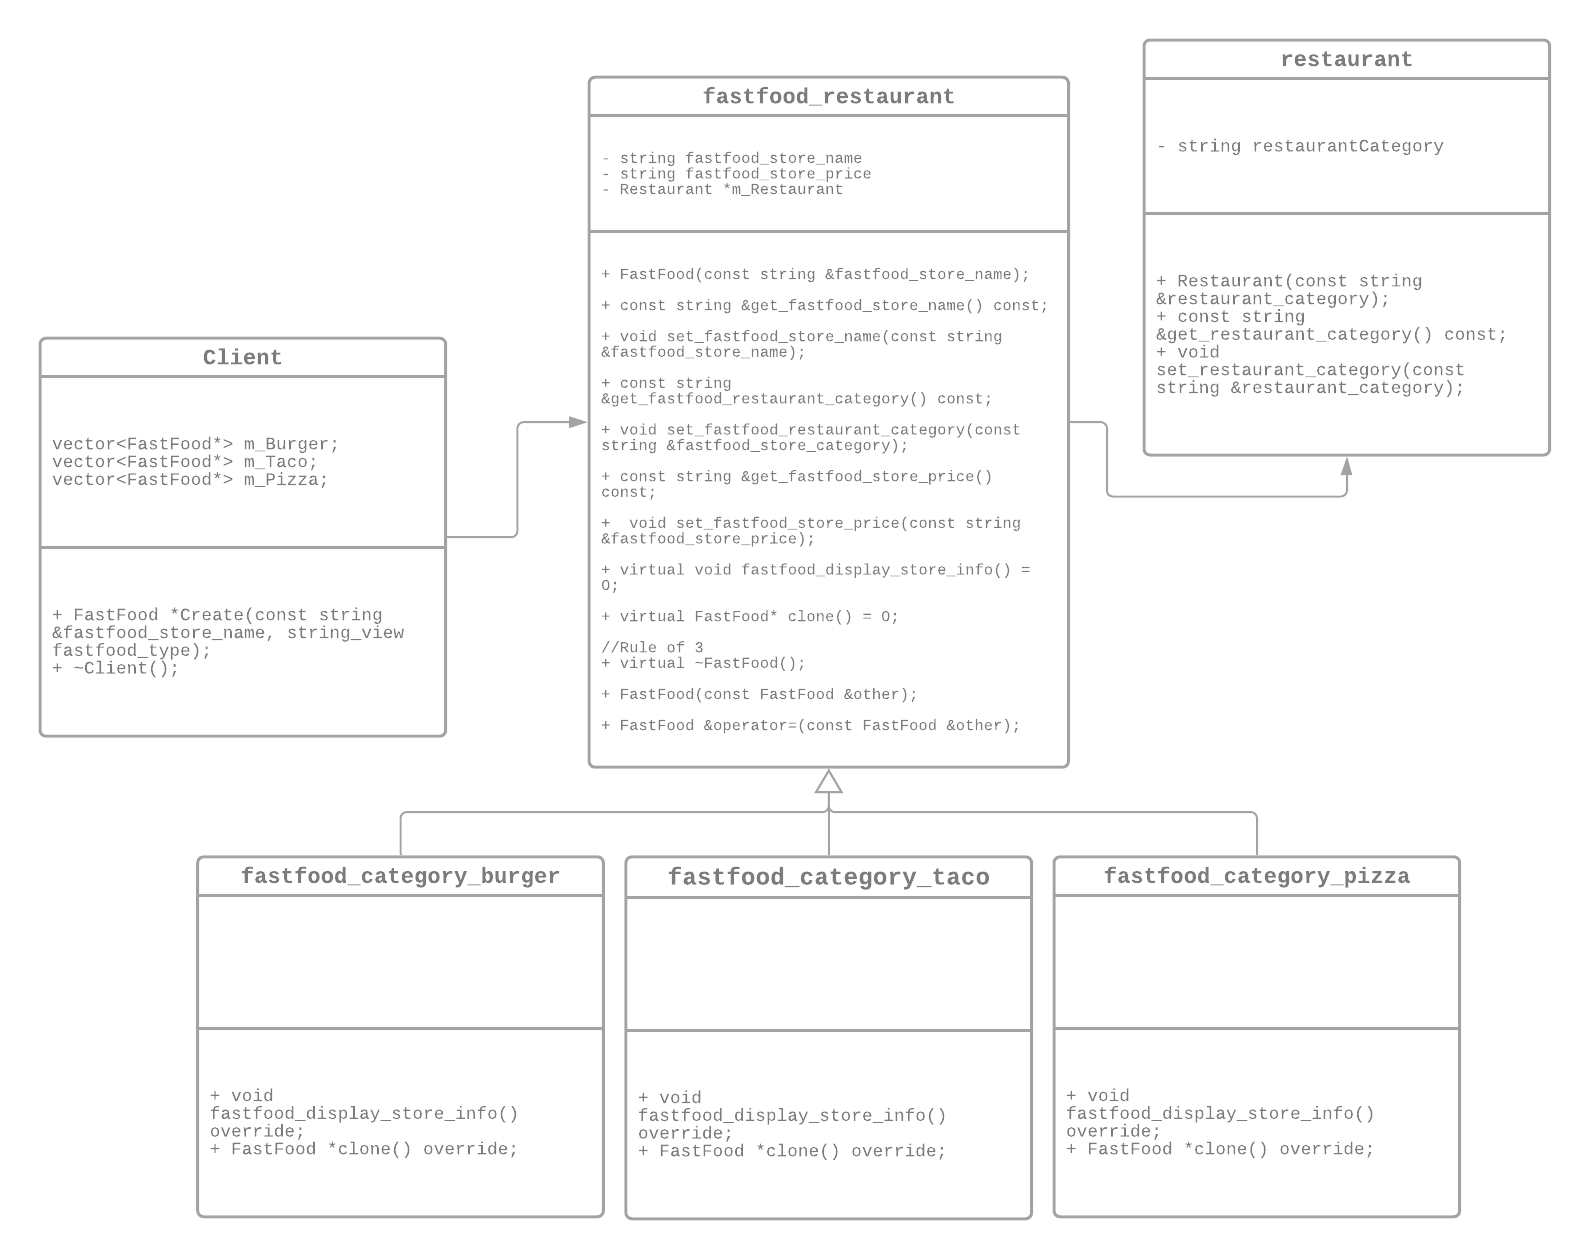 restaurant
- string restaurantCategory
+ Restaurant(const string
&restaurant_category);
+ const string
&get_restaurant_category() const;
+ void
set_restaurant_category(const
string &restaurant_category);
fastfood_restaurant
- string fastfood_store_name
- string fastfood_store_price
- Restaurant *m_Restaurant
+ FastFood(const string &fastfood_store_name);
+ const string &get_fastfood_store_name() const;
+ void set_fastfood_store_name(const string
&fastfood_store_name);
+ const string
&get_fastfood_restaurant_category() const;
+ void set_fastfood_restaurant_category(const
string &fastfood_store_category);
+ const string &get_fastfood_store_price()
const;
+  void set_fastfood_store_price(const string
&fastfood_store_price);
+ virtual void fastfood_display_store_info() =
0;
+ virtual FastFood* clone() = 0;
//Rule of 3
+ virtual ~FastFood();
+ FastFood(const FastFood &other);
+ FastFood &operator=(const FastFood &other);
Client
vector<FastFood*> m_Burger;
vector<FastFood*> m_Taco;
vector<FastFood*> m_Pizza;
+ FastFood *Create(const string
&fastfood_store_name, string_view
fastfood_type);
+ ~Client();
fastfood_category_burger
+ void
fastfood_display_store_info()
override;
+ FastFood *clone() override;
fastfood_category_taco
+ void
fastfood_display_store_info()
override;
+ FastFood *clone() override;
fastfood_category_pizza
+ void
fastfood_display_store_info()
override;
+ FastFood *clone() override;